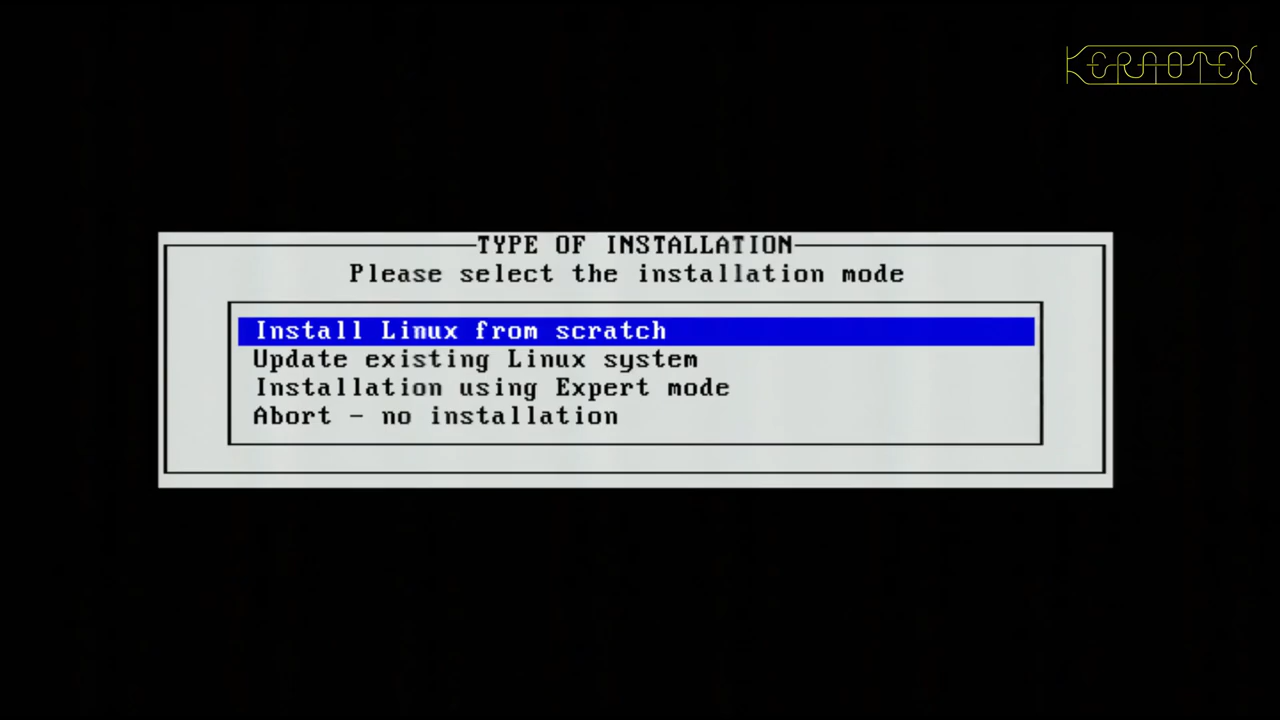 KERNOTEX
TYPE OF INSTALLATION
Please select the installation mode
Install Linux from scratch
Update existing Linux system
Installation using Expert mode
Abort - no installation